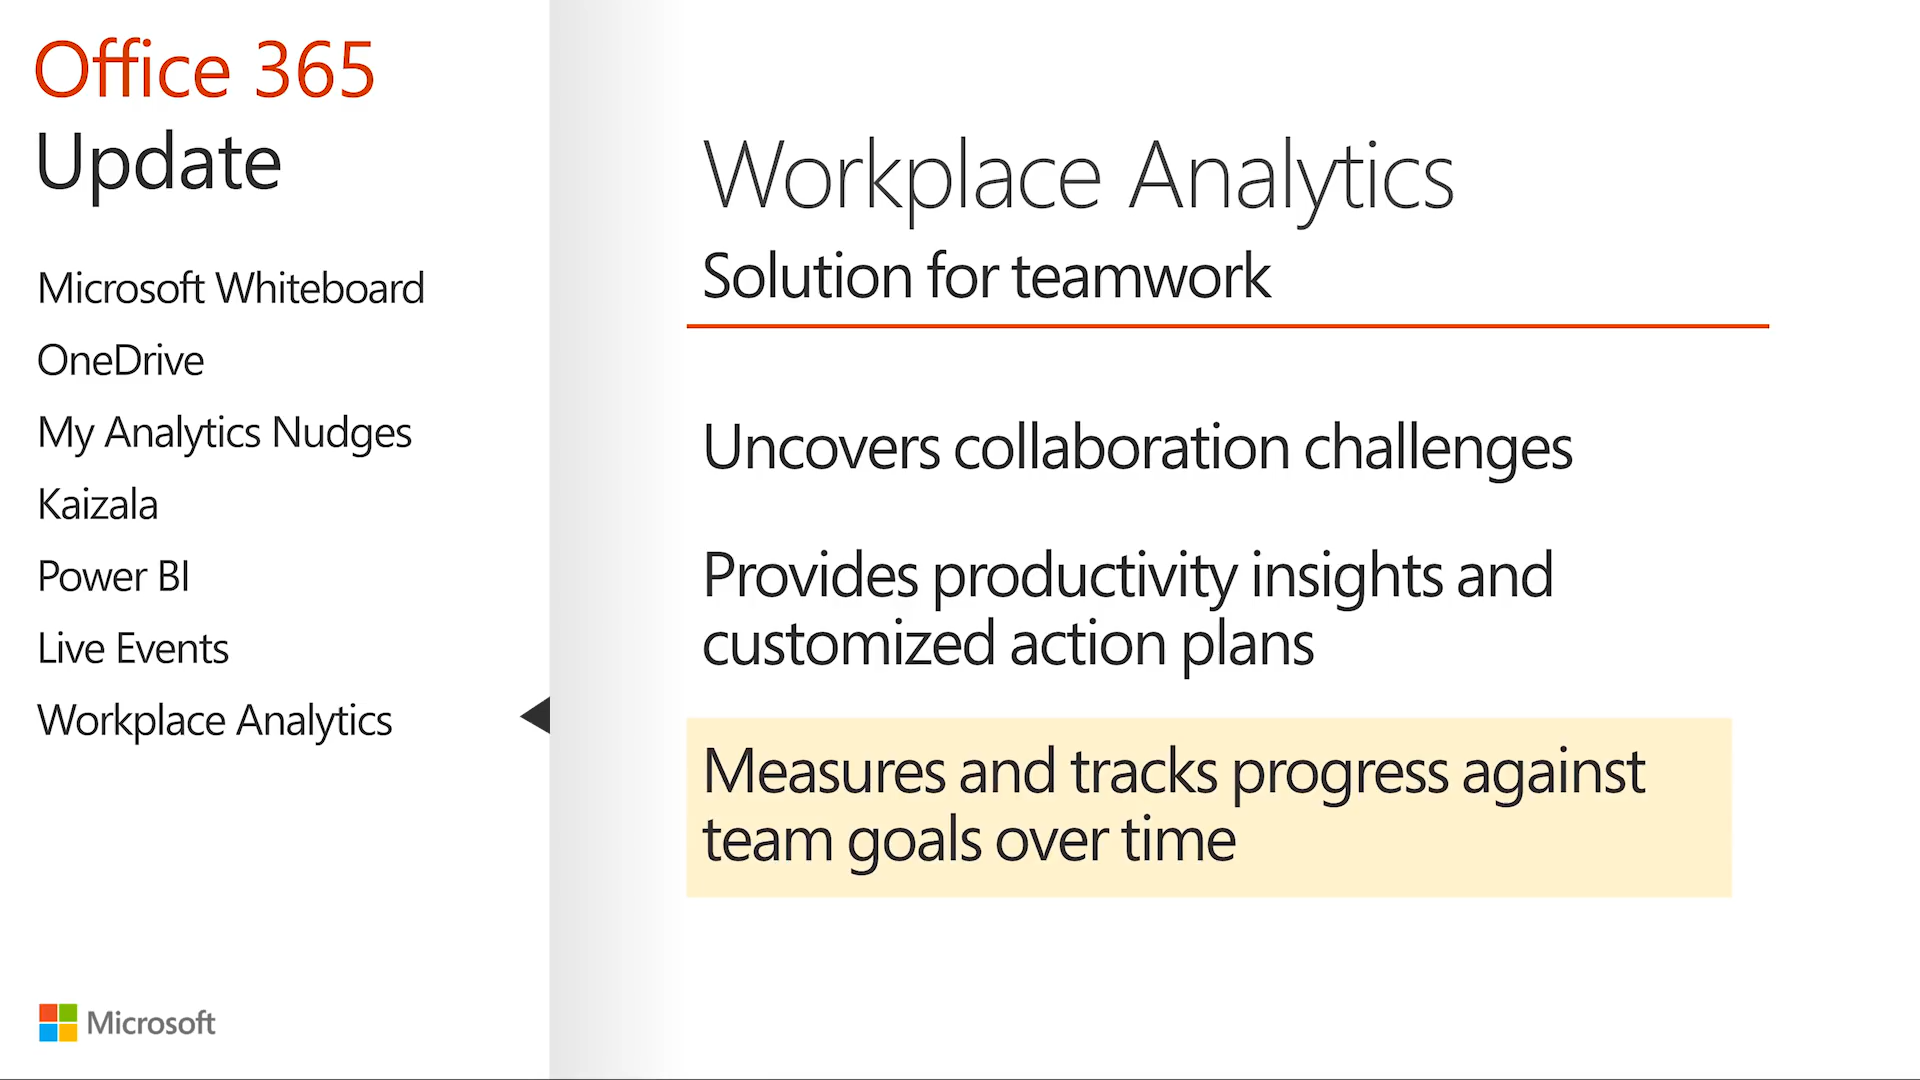 Office 365
Update
Microsoft Whiteboard
OneDrive
My Analytics Nudges
Kaizala
Power BI
Live Events
Workplace Analytics
Microsoft
Workplace Analytics
Solution for teamwork
Uncovers collaboration challenges
Provides productivity insights and
customized action plans
Measures and tracks progress against
team goals over time